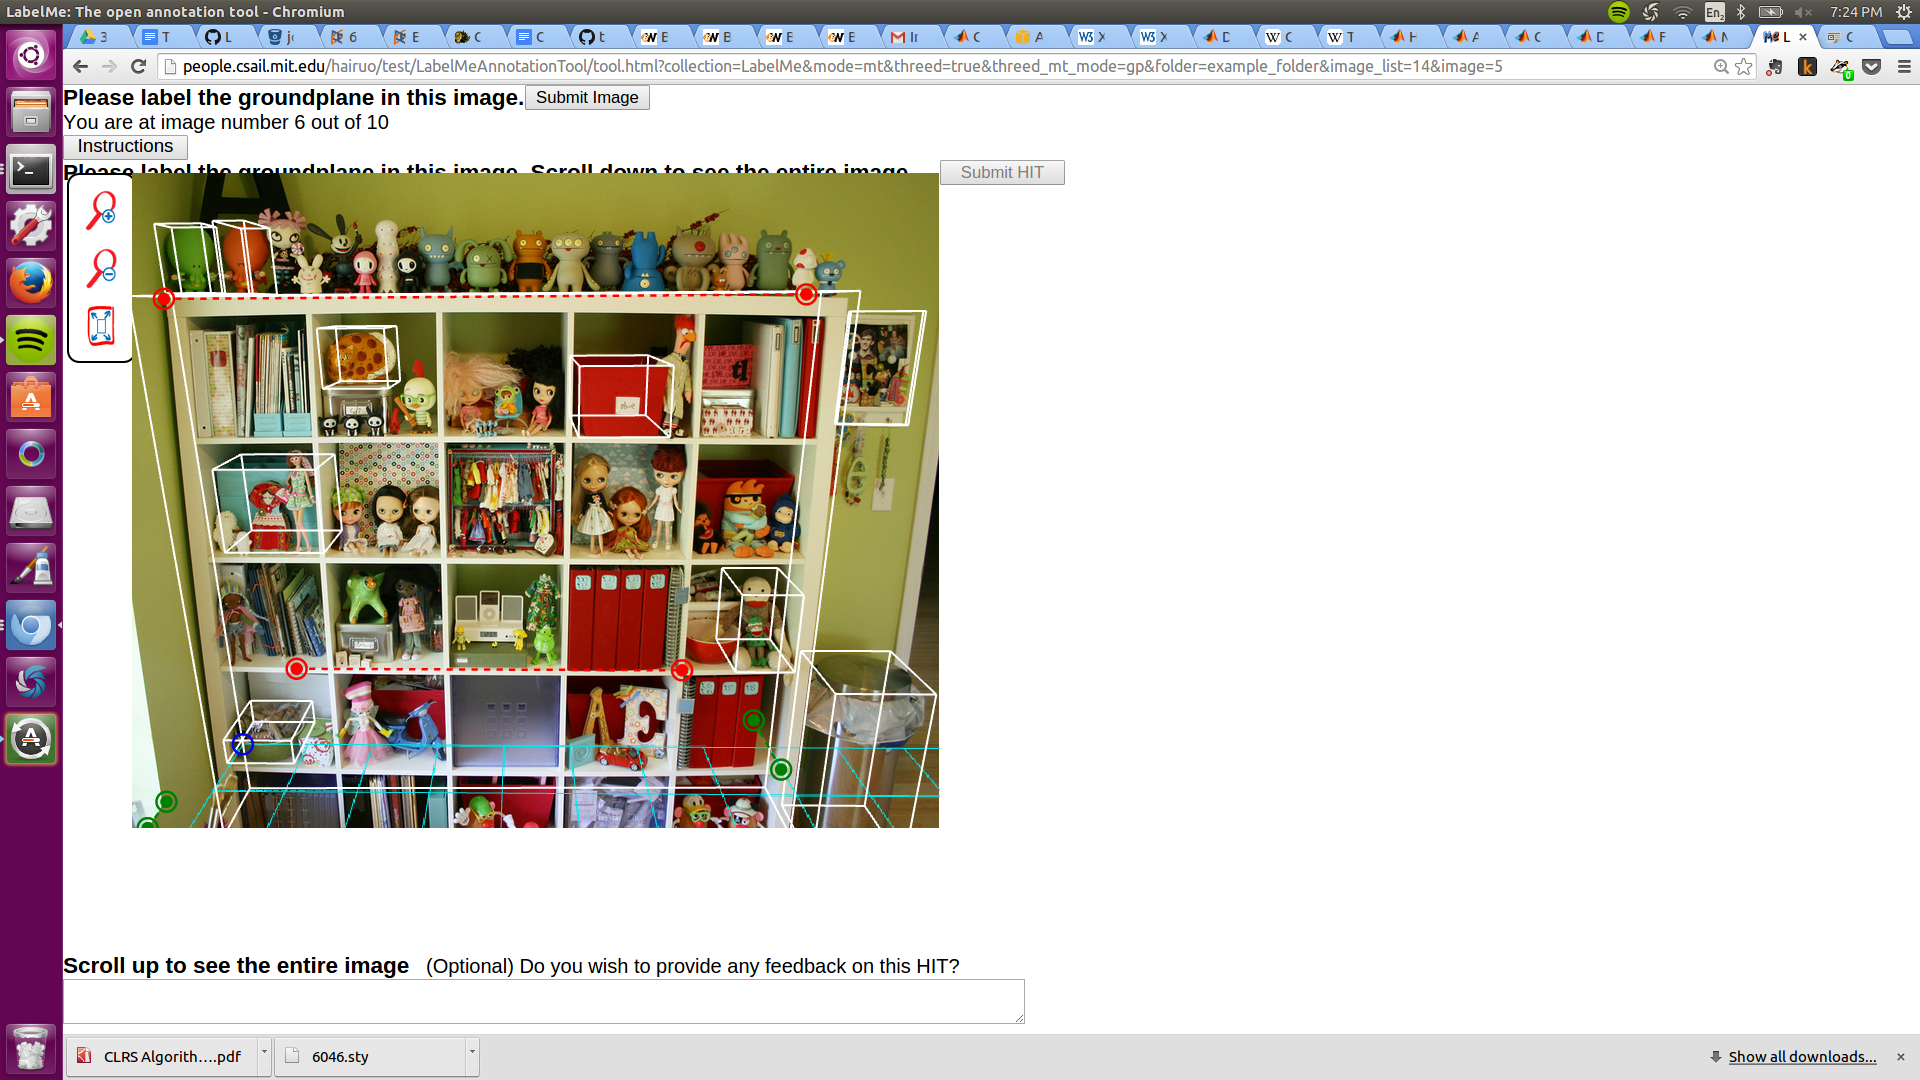 LabelMe: The open annotation tool - Chromium
En
7:24 PM
3 T L j 6 E C C t E B E E In C A X X D C T H A C D F M L C
people.csail.mit.edu/hairuo/test/LabelMeAnnotationTool/tool.html?collection=LabelMe&mode=mt&threed=true&threed_mt_mode=gp&folder=example_folder&image_list=14&image=5
Please label the groundplane in this image. Submit Image
You are at image number 6 out of 10
Instructions
Please label the groundplane in this image. Scroll down to see the entire image
Submit HIT
d
A E
Scroll up to see the entire image (Optional) Do you wish to provide any feedback on this HIT?
CLRS Algorith....pdf
6046.sty
Show all downloads...